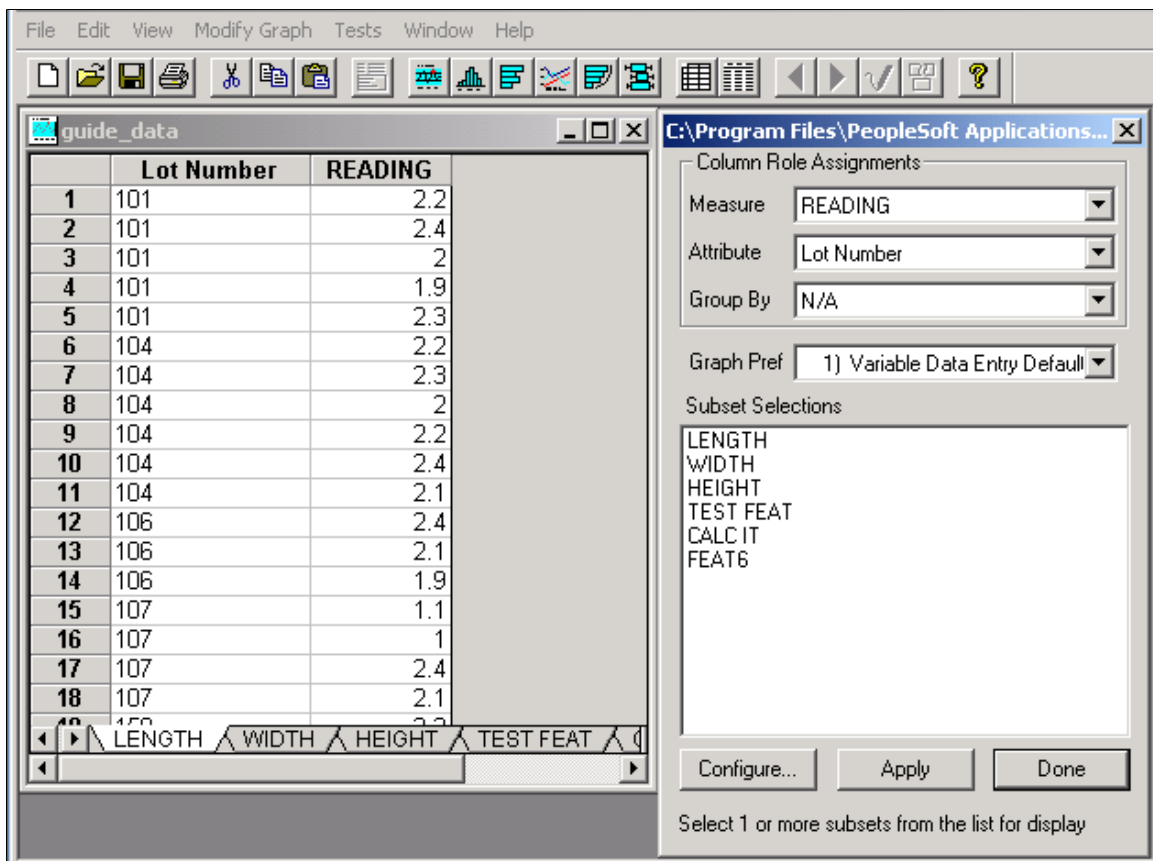 File Edit View Modify Graph Tests Window Help
guide_data
Lot Number READING
1 101 2.2
2 101 2.4
3 101 2
4 101 1.9
5 101 2.3
6 104 2.2
7 104 2.3
8 104 2
9 104 2.2
10 104 2.4
11 104 2.1
12 106 2.4
13 106 2.1
14 106 1.9
15 107 1.1
16 107 1
17 107 2.4
18 107 2.1
LENGTH WIDTH HEIGHT TEST FEAT
C:\Program Files\PeopleSoft Applications...
Column Role Assignments
Measure READING
Attribute Lot Number
Group By N/A
Graph Pref 1) Variable Data Entry Defaul
Subset Selections
LENGTH
WIDTH
HEIGHT
TEST FEAT
CALC IT
FEAT6
Configure... Apply Done
Select 1 or more subsets from the list for display